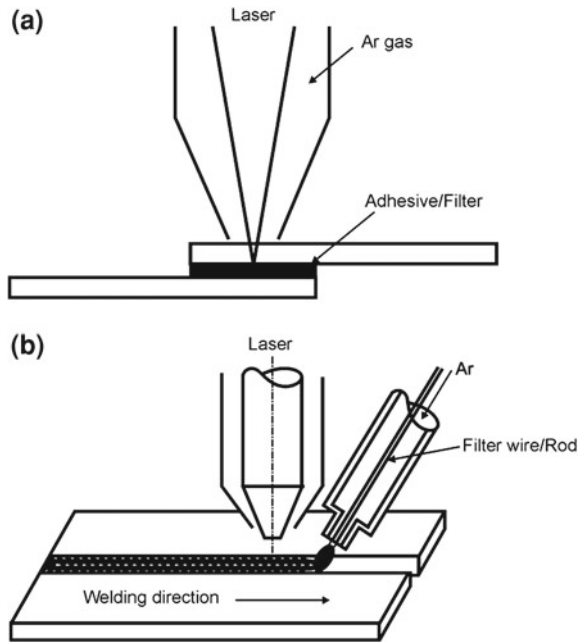 (a)
Laser
Ar gas
Adhesive/Filter
(b)
Laser
Ar
Filter wire/Rod
Welding direction